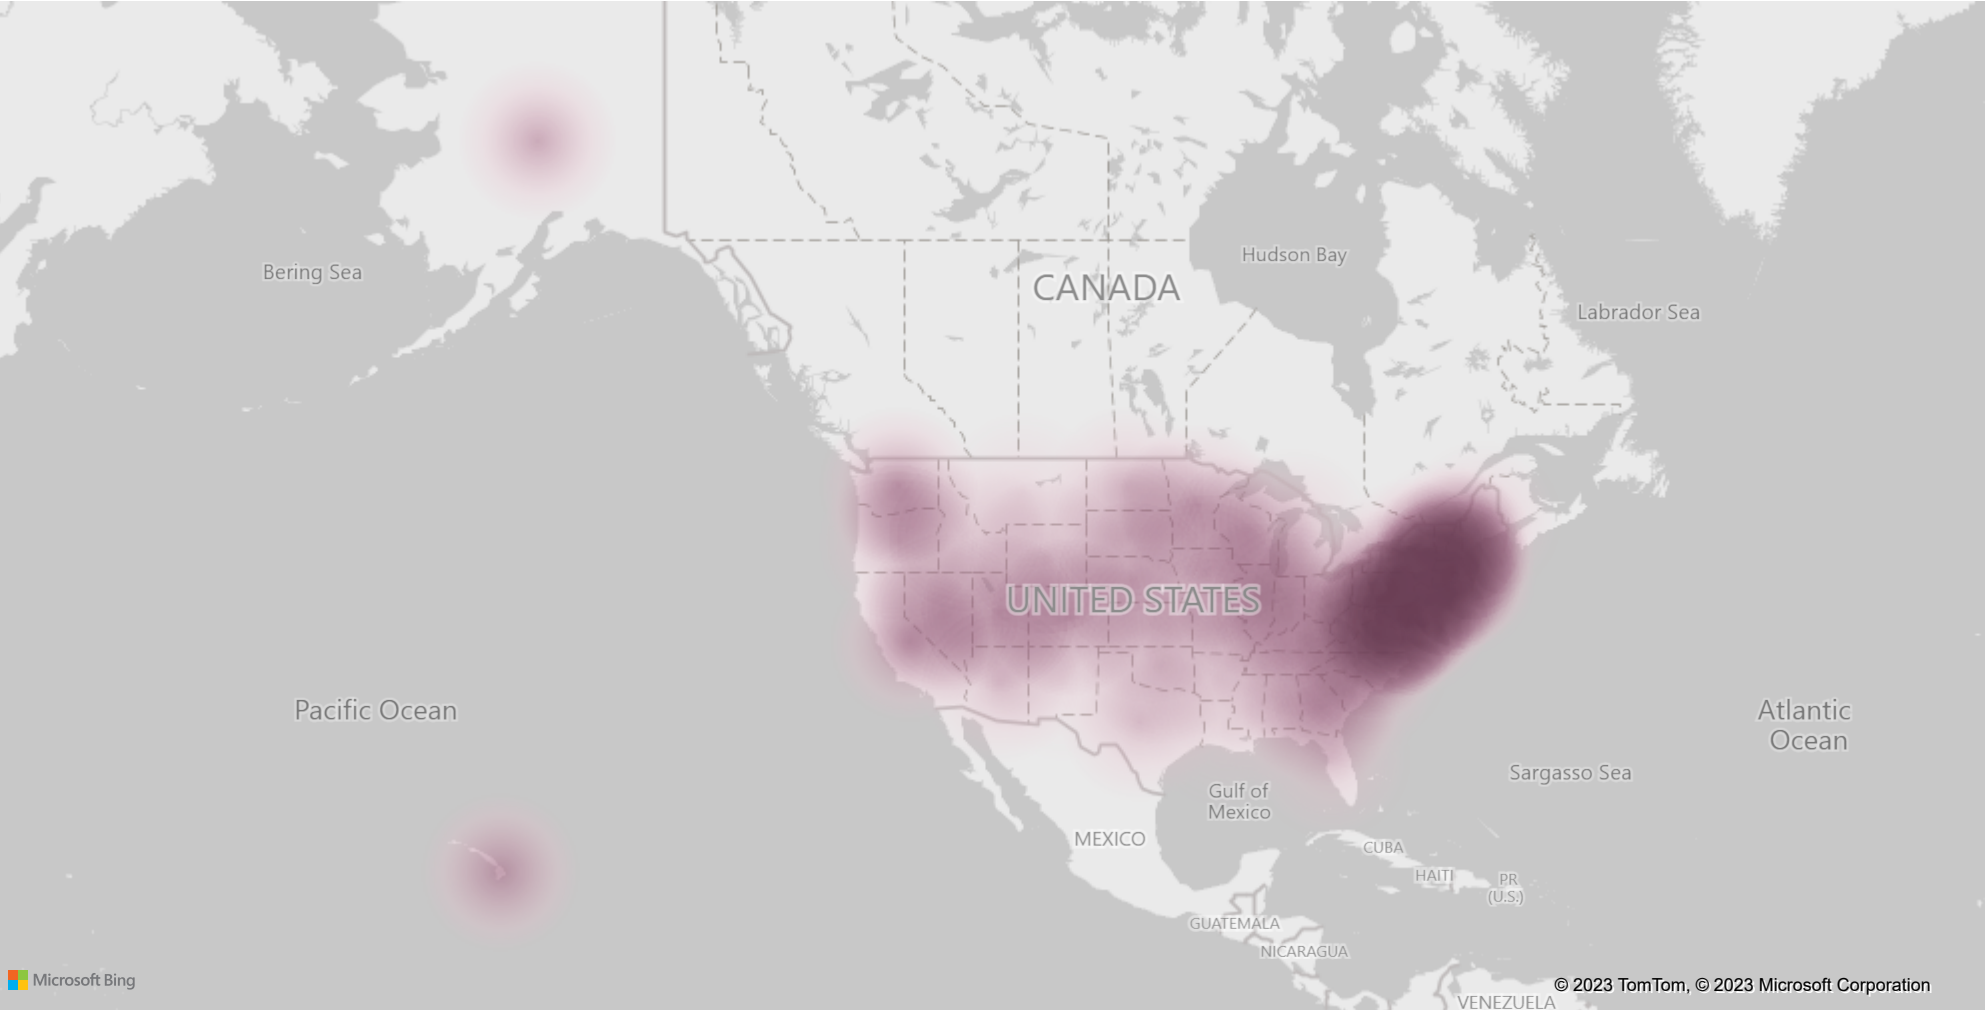 Hudson Bay
Bering Sea
CANADA
Labrador Sea
UNITED STATES
Pacific Ocean
Atlantic
Ocean
Sargasso Sea
Gulf of
Mexico
MEXICO
CUBA
HAITI
PR
(U.S.)
GUATEMALA
NICARAGUA
Microsoft Bing
© 2023 TomTom, © 2023 Microsoft Corporation
VENEZUELA